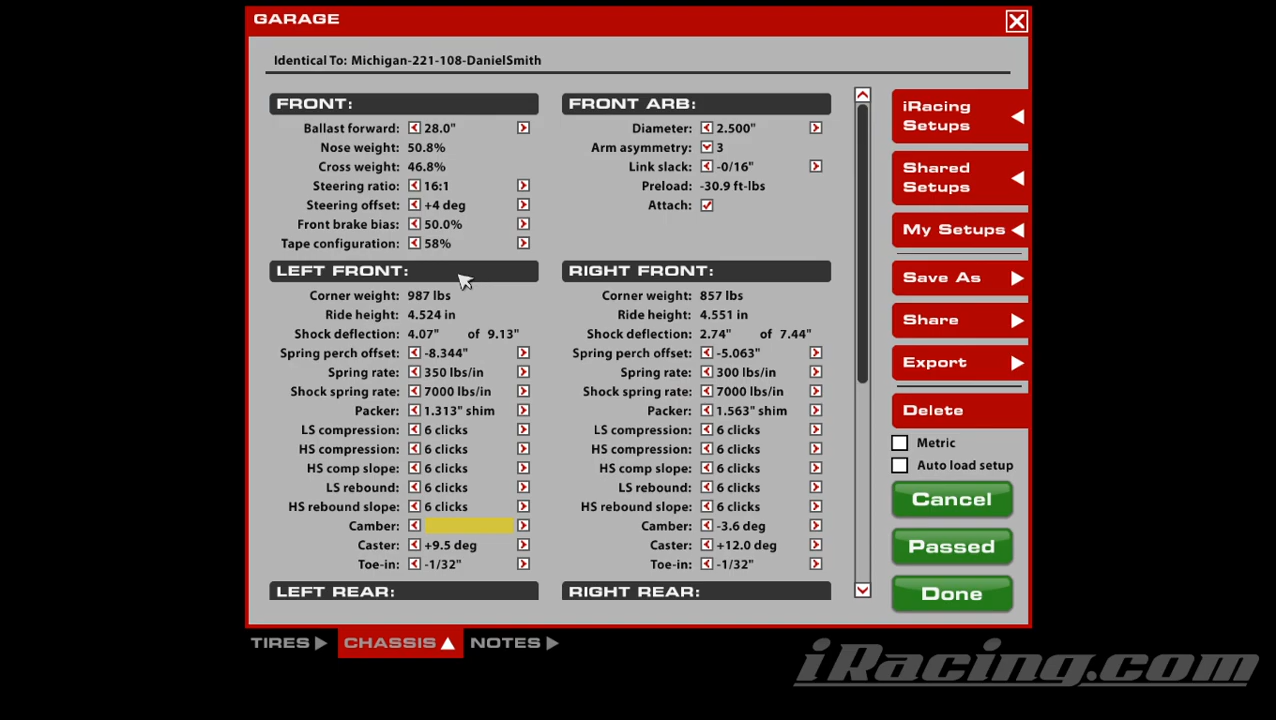 GARAGE
Identical To: Michigan-221-108-DanielSmith
FRONT:
Ballast forward: 28.0"
Nose weight: 50.8%
Cross weight: 46.8%
Steering ratio: 16:1
Steering offset: +4 deg
Front brake bias: 50.0%
Tape configuration: 58%
FRONT ARB:
Diameter: 2.500"
Arm asymmetry: 3
Link slack: -0/16"
Preload: -30.9 ft-lbs
Attach:
LEFT FRONT:
Corner weight: 987 lbs
Ride height: 4.524 in
Shock deflection: 4.07" of 9.13"
Spring perch offset: -8.344"
Spring rate: 350 lbs/in
Shock spring rate: 7000 lbs/in
Packer: 1.313" shim
LS compression: 6 clicks
HS compression: 6 clicks
HS comp slope: 6 clicks
LS rebound: 6 clicks
HS rebound slope: 6 clicks
Camber:
Caster: +9.5 deg
Toe-in: -1/32"
RIGHT FRONT:
Corner weight: 857 lbs
Ride height: 4.551 in
Shock deflection: 2.74" of 7.44"
Spring perch offset: -5.063"
Spring rate: 300 lbs/in
Shock spring rate: 7000 lbs/in
Packer: 1.563" shim
LS compression: 6 clicks
HS compression: 6 clicks
HS comp slope: 6 clicks
LS rebound: 6 clicks
HS rebound slope: 6 clicks
Camber: -3.6 deg
Caster: +12.0 deg
Toe-in: -1/32"
LEFT REAR:
RIGHT REAR:
iRacing
Setups
Shared
Setups
My Setups
Save As
Share
Export
Delete
Metric
Auto load setup
Cancel
Passed
Done
TIRES
CHASSIS
NOTES
iRacing.com